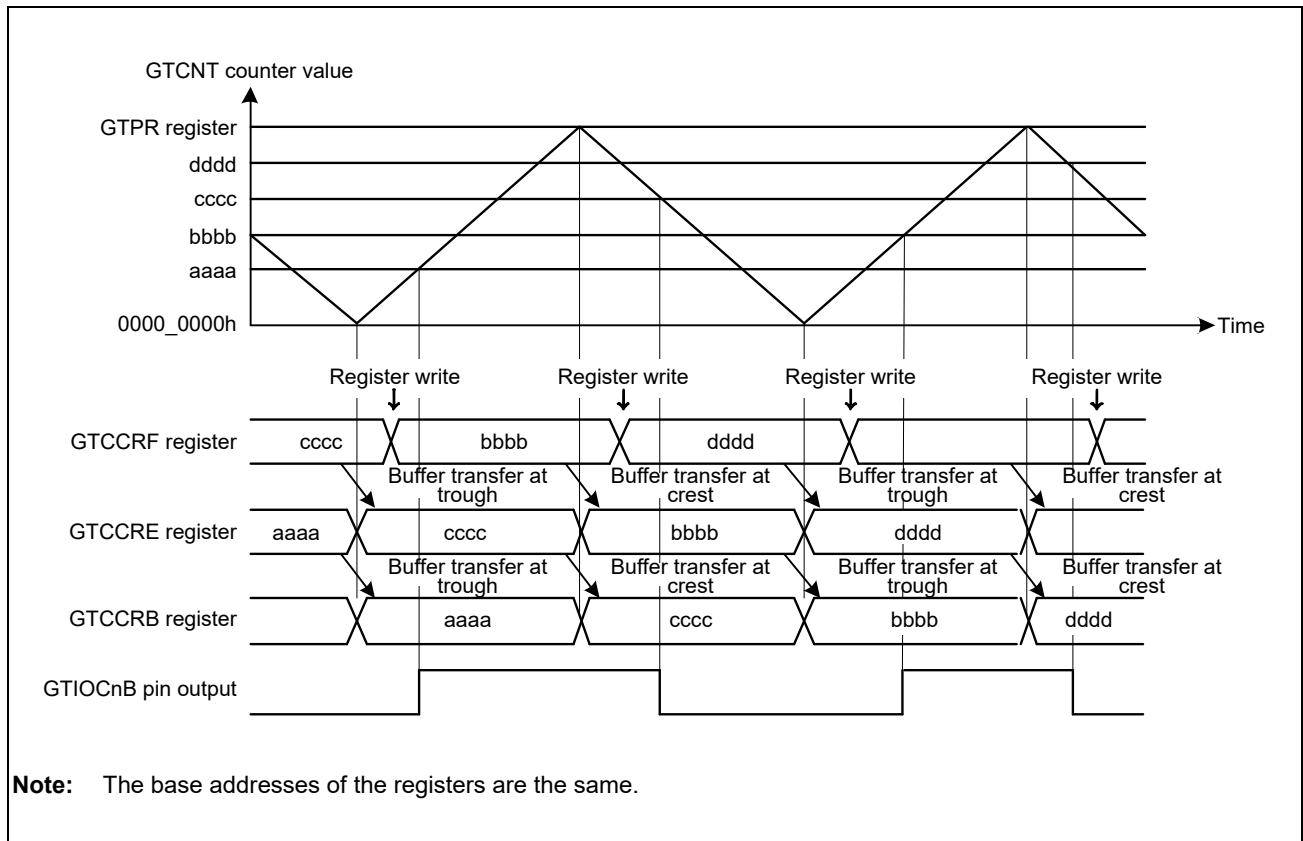 GTCNT counter value
GTPR register
dddd
cccc
bbbb
aaaa
0000_0000h
Time
Register write
Register write
Register write
Register write
GTCCRF register
cccc
bbbb
dddd
Buffer transfer at
trough
Buffer transfer at
crest
Buffer transfer at
trough
Buffer transfer at
crest
GTCCRE register
aaaa
cccc
bbbb
dddd
Buffer transfer at
trough
Buffer transfer at
crest
Buffer transfer at
trough
Buffer transfer at
crest
GTCCRB register
aaaa
cccc
bbbb
dddd
GTIOCnB pin output
Note: The base addresses of the registers are the same.